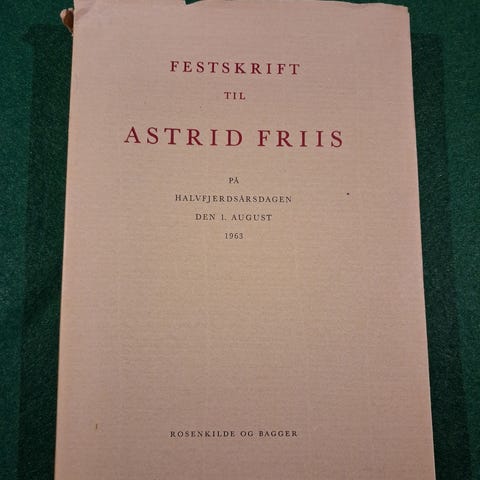 FESTSKRIFT
TIL
ASTRID FRIIS
PÅ
HALVFJERDSÅRSDAGEN
DEN 1. AUGUST
1963
ROSENKILDE OG BAGGER